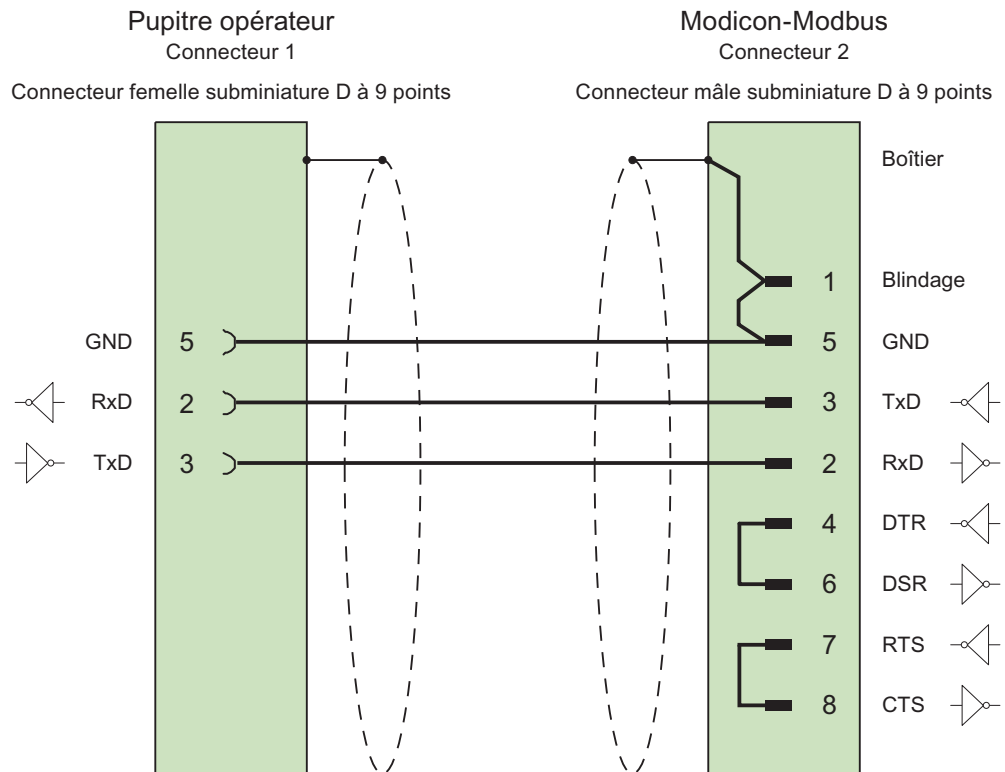 Pupitre opérateur
Connecteur 1
Connecteur femelle subminiature D à 9 points
Modicon-Modbus
Connecteur 2
Connecteur mâle subminiature D à 9 points
Boîtier
1 Blindage
GND 5
5 GND
RxD 2
3 TxD
TxD 3
2 RxD
4 DTR
6 DSR
7 RTS
8 CTS